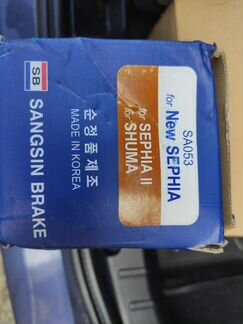 SB
SANGSIN BRAKE
순정품제조
MADE IN KOREA
SA053
for New SEPHIA
for SEPHIA II
for SHUMA